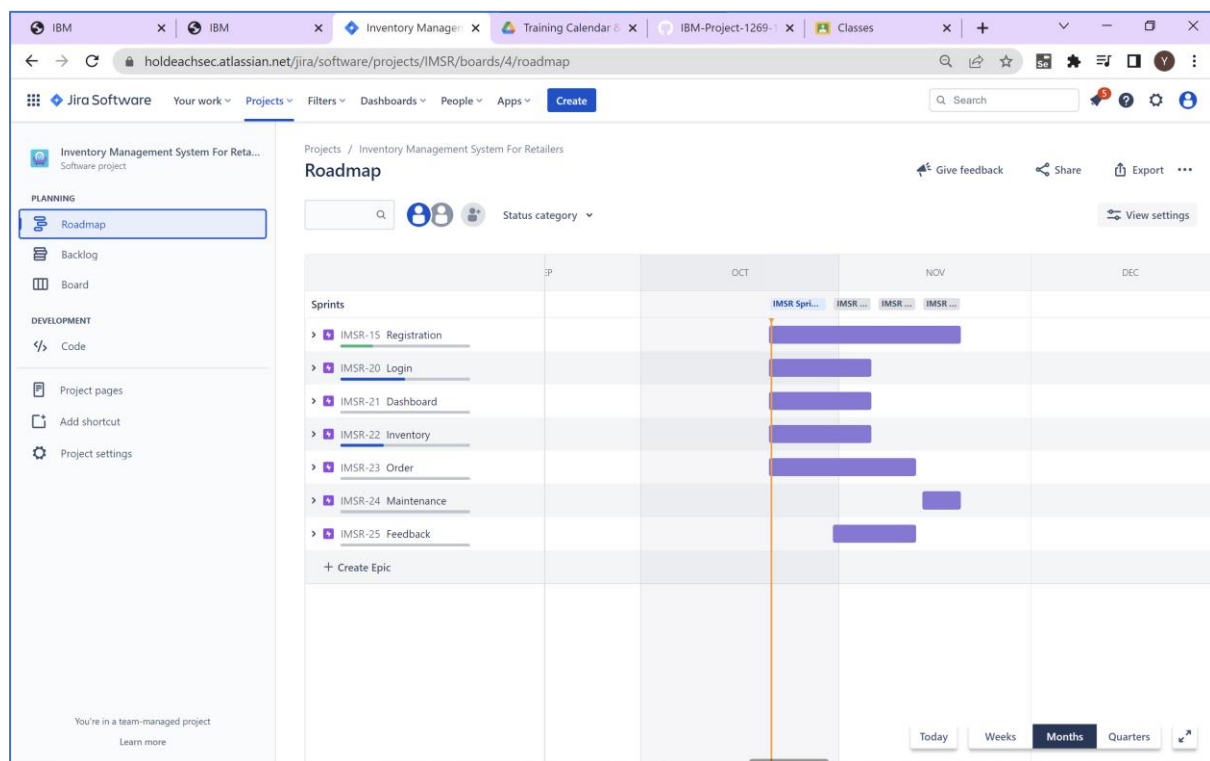 IBM IBM Inventory Manager Training Calendar & IBM-Project-1269-1 Classes
holdeachsec.atlassian.net/jira/software/projects/IMSR/boards/4/roadmap Se Y
Jira Software Your work Projects Filters Dashboards People Apps Create Search 5
Inventory Management System For Reta...
Software project
PLANNING
Roadmap
Backlog
Board
DEVELOPMENT
Code
Project pages
Add shortcut
Project settings
You're in a team-managed project
Learn more
Projects / Inventory Management System For Retailers
Roadmap
Give feedback Share Export
Status category View settings
EP OCT NOV DEC
Sprints IMSR Spri... IMSR ... IMSR ... IMSR ...
IMSR-15 Registration
IMSR-20 Login
IMSR-21 Dashboard
IMSR-22 Inventory
IMSR-23 Order
IMSR-24 Maintenance
IMSR-25 Feedback
+ Create Epic
Today Weeks Months Quarters